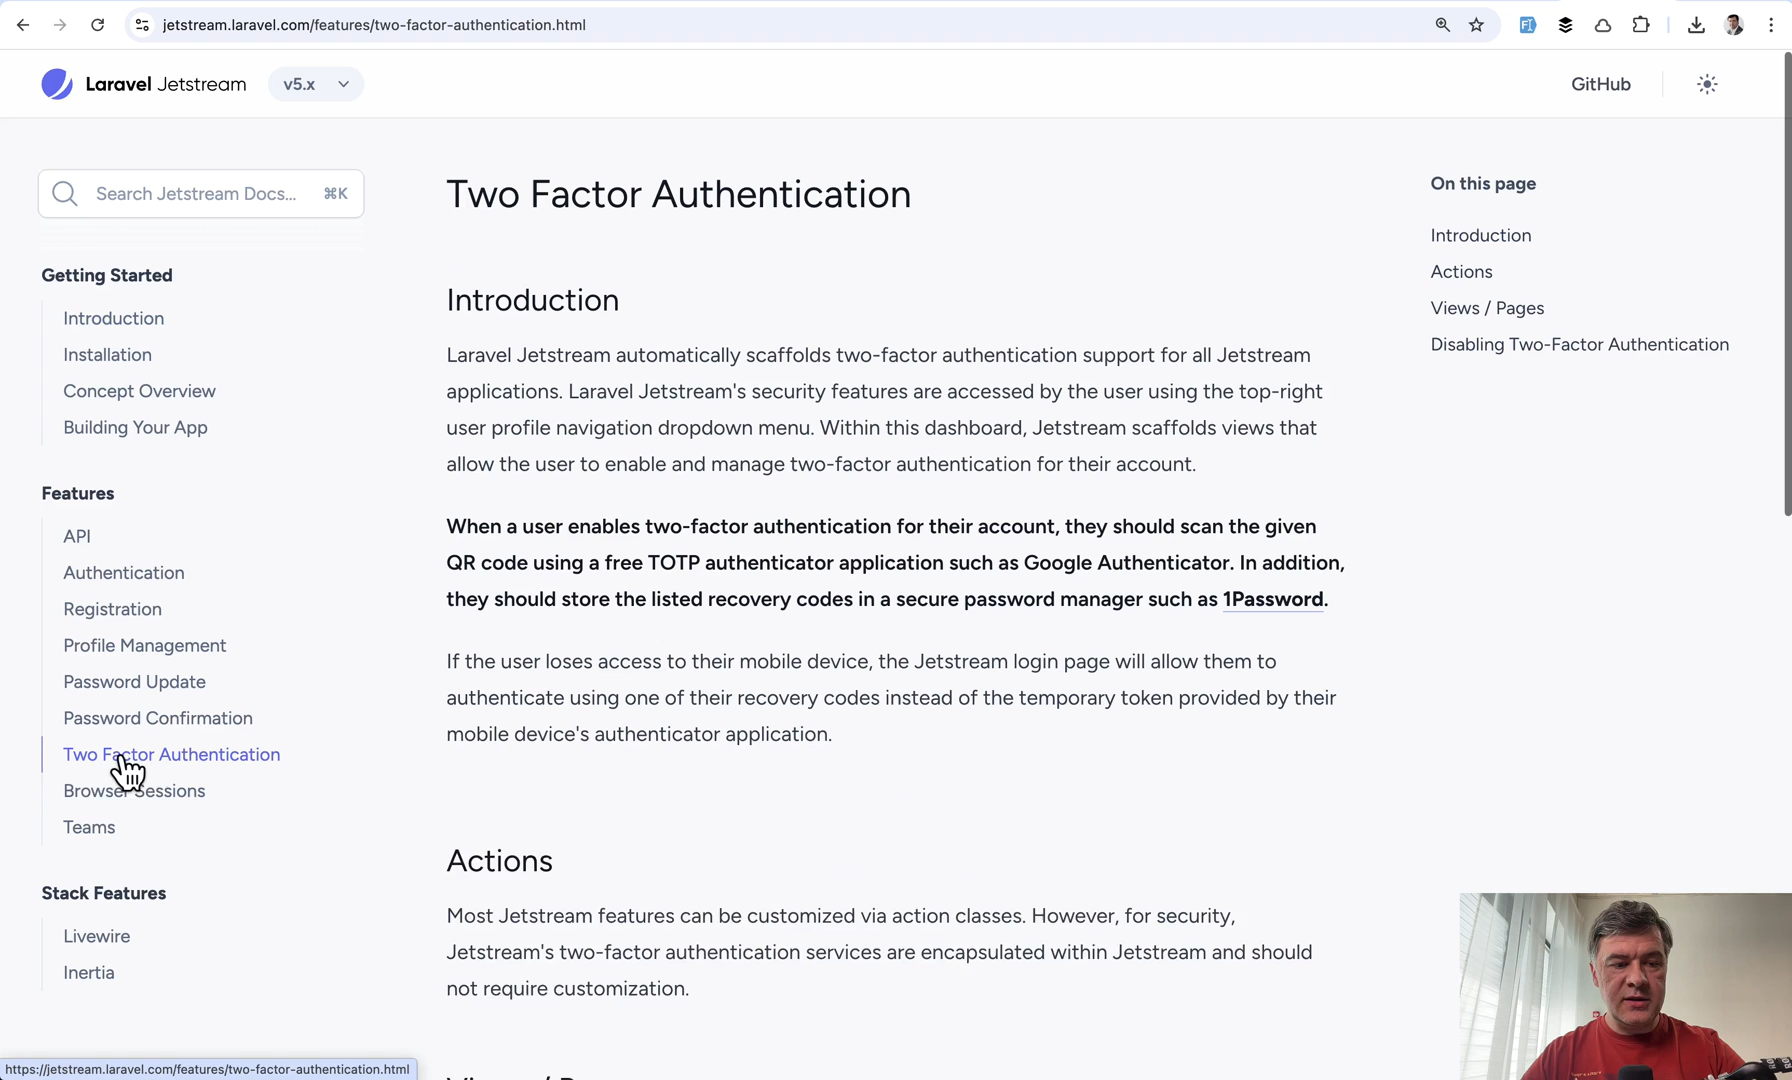 jetstream.laravel.com/features/two-factor-authentication.html
Laravel Jetstream
v5.x
GitHub
Search Jetstream Docs...
⌘K
Getting Started
Introduction
Installation
Concept Overview
Building Your App
Features
API
Authentication
Registration
Profile Management
Password Update
Password Confirmation
Two Factor Authentication
Browser Sessions
Teams
Stack Features
Livewire
Inertia
Two Factor Authentication
Introduction
Laravel Jetstream automatically scaffolds two-factor authentication support for all Jetstream
applications. Laravel Jetstream's security features are accessed by the user using the top-right
user profile navigation dropdown menu. Within this dashboard, Jetstream scaffolds views that
allow the user to enable and manage two-factor authentication for their account.
When a user enables two-factor authentication for their account, they should scan the given
QR code using a free TOTP authenticator application such as Google Authenticator. In addition,
they should store the listed recovery codes in a secure password manager such as 1Password.
If the user loses access to their mobile device, the Jetstream login page will allow them to
authenticate using one of their recovery codes instead of the temporary token provided by their
mobile device's authenticator application.
Actions
Most Jetstream features can be customized via action classes. However, for security,
Jetstream's two-factor authentication services are encapsulated within Jetstream and should
not require customization.
On this page
Introduction
Actions
Views / Pages
Disabling Two-Factor Authentication
https://jetstream.laravel.com/features/two-factor-authentication.html